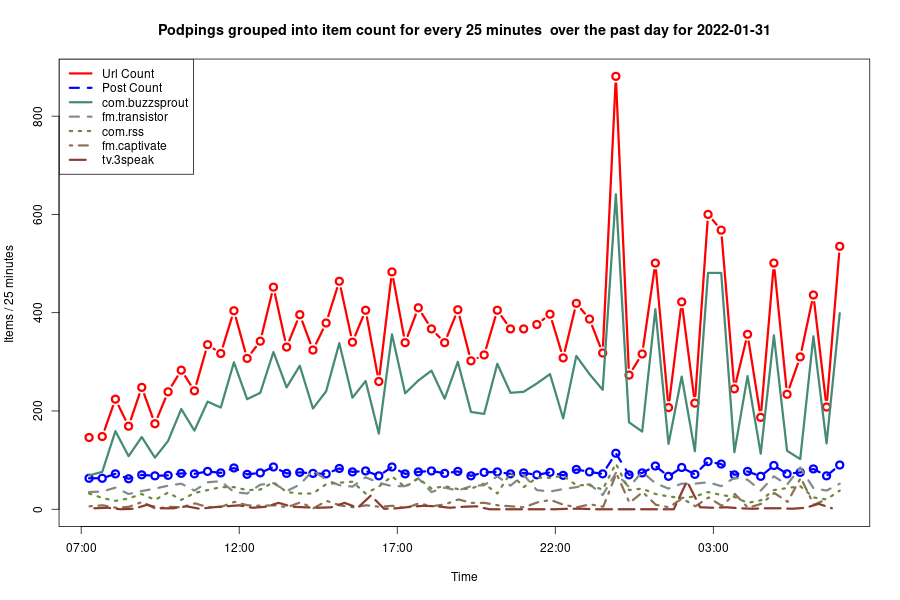 Podpings grouped into item count for every 25 minutes  over the past day for 2022-01-31
Url Count
Post Count
com.buzzsprout
fm.transistor
com.rss
fm.captivate
tv.3speak
Items / 25 minutes
800
600
400
200
0
07:00 12:00 17:00 22:00 03:00
Time